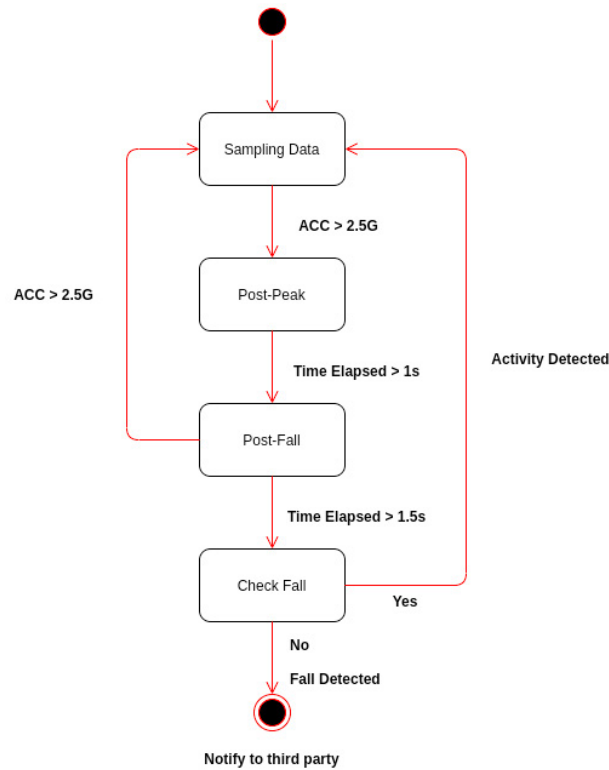 Sampling Data
ACC > 2.5G
ACC > 2.5G
Post-Peak
Activity Detected
Time Elapsed > 1s
Post-Fall
Time Elapsed > 1.5s
Check Fall
Yes
No
Fall Detected
Notify to third party